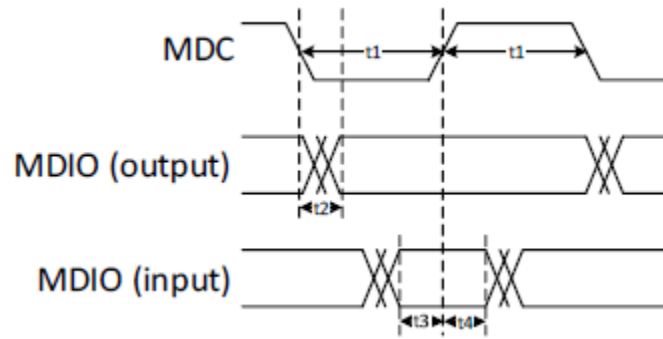 MDC
t1 t1
MDIO (output)
t2
MDIO (input)
t3 t4